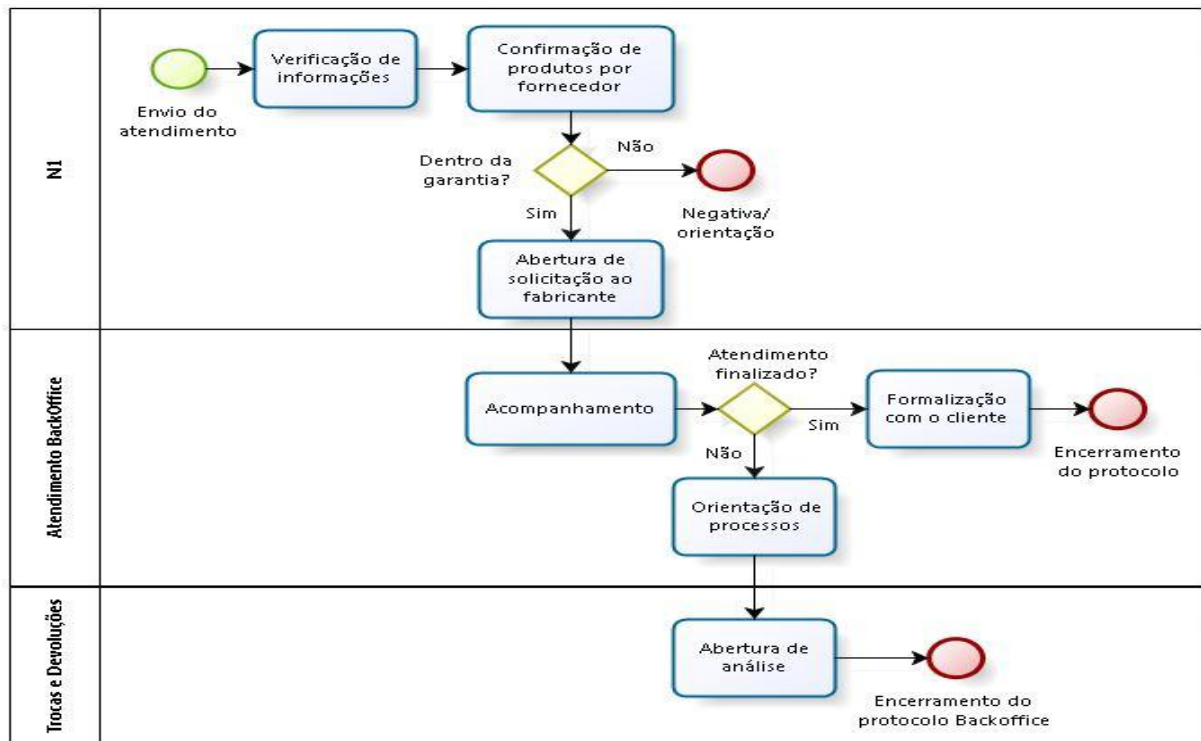 N1
Envio do
atendimento
Verificação de
informações
Confirmação de
produtos por
fornecedor
Dentro da
garantia?
Não
Negativa/
orientação
Sim
Abertura de
solicitação ao
fabricante
Atendimento BackOffice
Acompanhamento
Atendimento
finalizado?
Sim
Formalização
com o cliente
Encerramento
do protocolo
Não
Orientação de
processos
Trocas e Devoluções
Abertura de
análise
Encerramento do
protocolo Backoffice